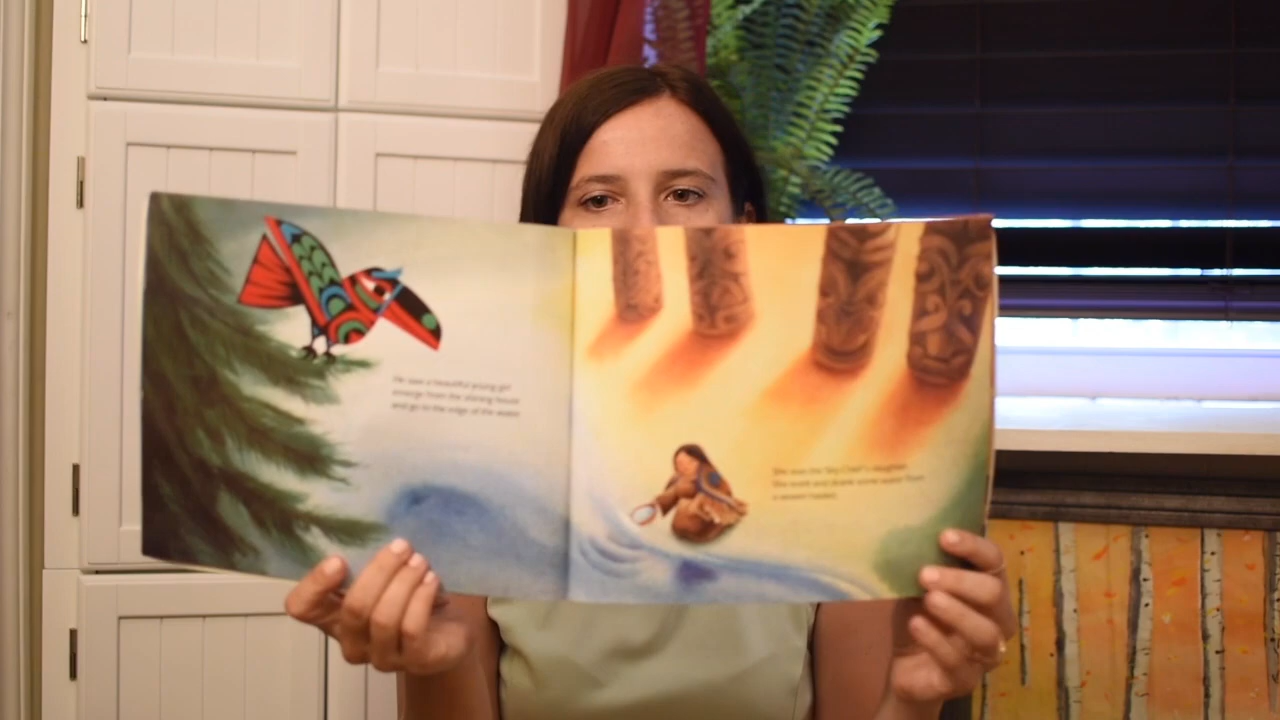 He saw a beautiful young girl
emerge from the shining house
and go to the edge of the water.
She was the Sky Chief's daughter.
She knelt and drank some water from
a woven basket.